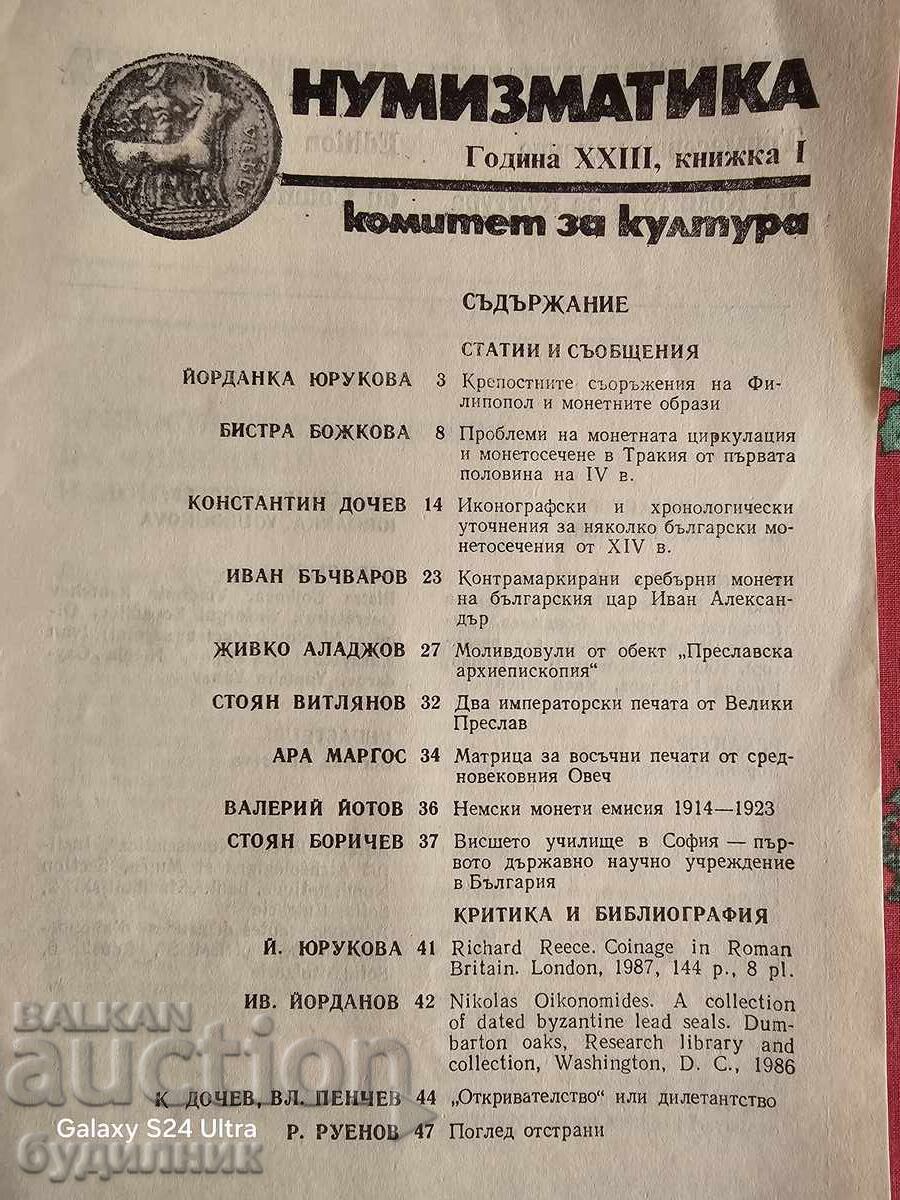 НУМИЗМАТИКА
Година XXIII, книжка I
комитет за култура
СЪДЪРЖАНИЕ
СТАТИИ И СЪОБЩЕНИЯ
ЙОРДАНКА ЮРУКОВА 3 Крепостните съоръжения на Фи-
липопол и монетните образи
БИСТРА БОЖКОВА 8 Проблеми на монетната циркулация
и монетосечене в Тракия от първата
половина на IV в.
КОНСТАНТИН ДОЧЕВ 14 Иконографски и хронологически
уточнения за няколко български мо-
нетосечения от XIV в.
ИВАН БЪЧВАРОВ 23 Контрамаркирани сребърни монети
на българския цар Иван Алексан-
дър
ЖИВКО АЛАДЖОВ 27 Моливдовули от обект „Преславска
архиепископия“
СТОЯН ВИТЛЯНОВ 32 Два императорски печата от Велики
Преслав
АРА МАРГОС 34 Матрица за восъчни печати от сред-
новековния Овеч
ВАЛЕРИЙ ЙОТОВ 36 Немски монети емисия 1914—1923
СТОЯН БОРИЧЕВ 37 Висшето училище в София — пър-
вото държавно научно учреждение
в България
КРИТИКА И БИБЛИОГРАФИЯ
Й. ЮРУКОВА 41 Richard Reece. Coinage in Roman
Britain. London, 1987, 144 p., 8 pl.
ИВ. ЙОРДАНОВ 42 Nikolas Oikonomides. A collection
of dated byzantine lead seals. Dum-
barton oaks, Research library and
collection, Washington, D. C., 1986
К ДОЧЕВ, ВЛ. ПЕНЧЕВ 44 „Откривателство“ или дилетантство
Р. РУЕНОВ 47 Поглед отстрани
BALKAN
auction
Galaxy S24 Ultra
будилник